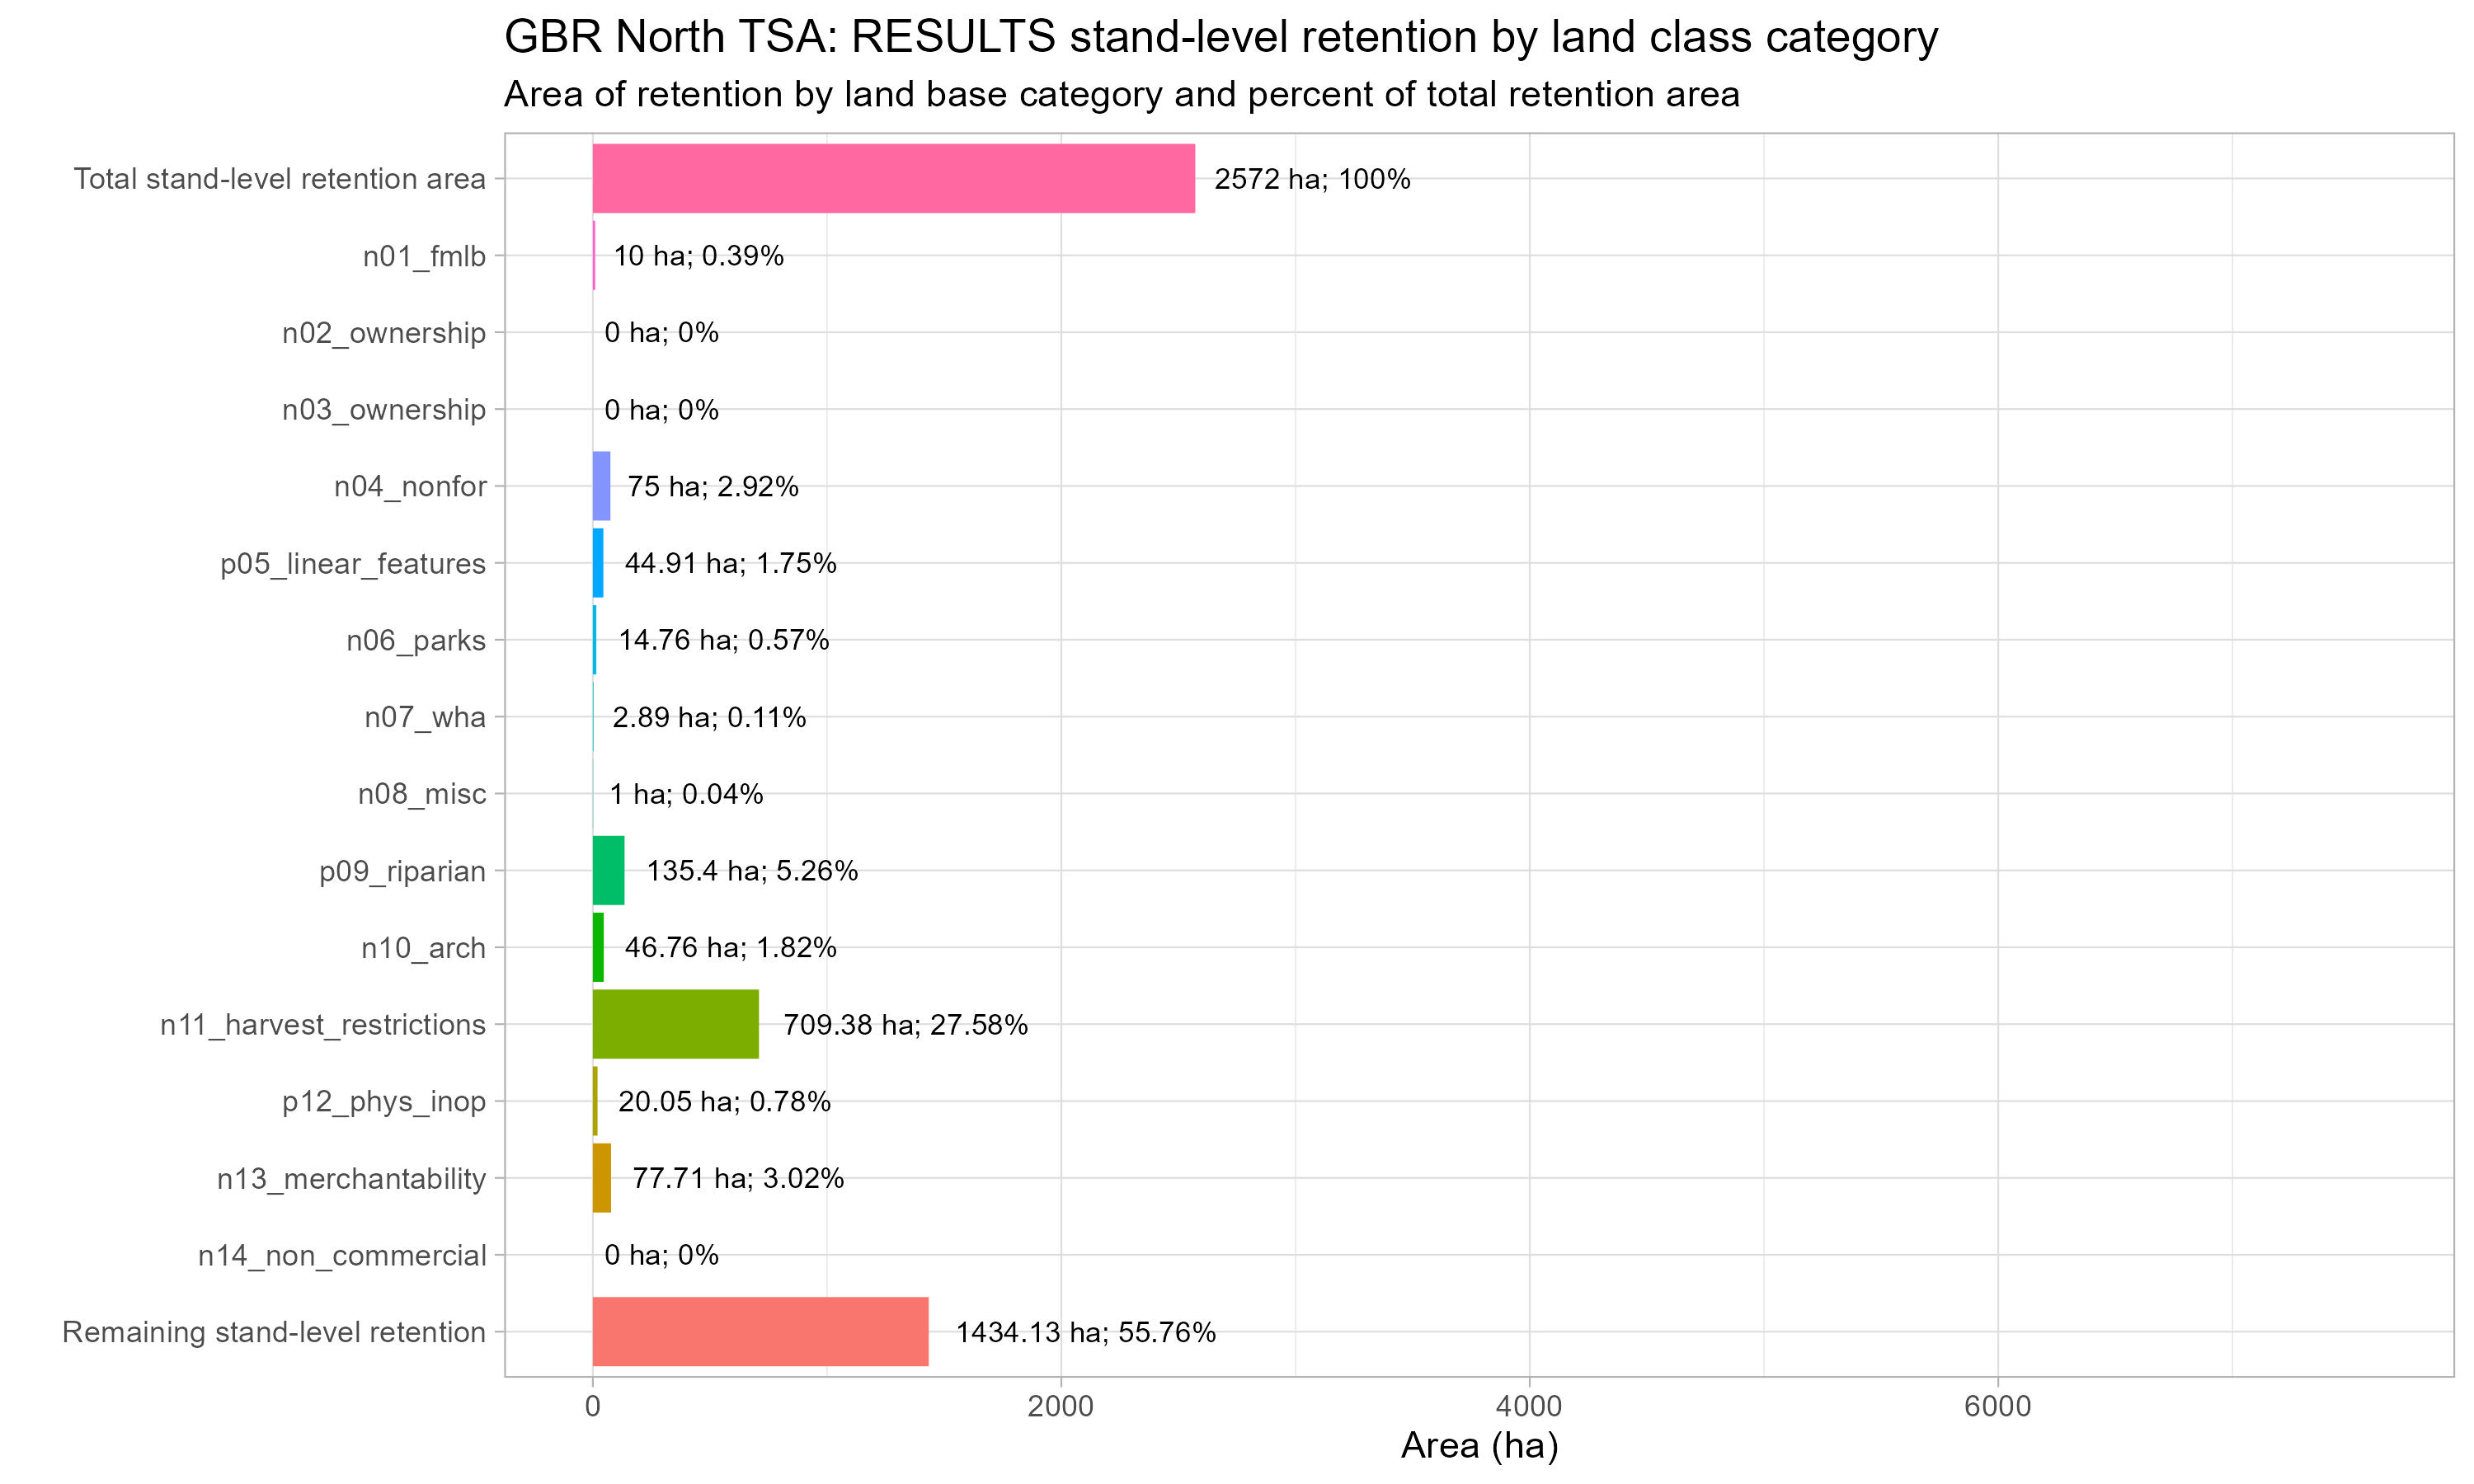 GBR North TSA: RESULTS stand-level retention by land class category
Area of retention by land base category and percent of total retention area
Total stand-level retention area 2572 ha; 100%
n01_fmlb 10 ha; 0.39%
n02_ownership 0 ha; 0%
n03_ownership 0 ha; 0%
n04_nonfor 75 ha; 2.92%
p05_linear_features 44.91 ha; 1.75%
n06_parks 14.76 ha; 0.57%
n07_wha 2.89 ha; 0.11%
n08_misc 1 ha; 0.04%
p09_riparian 135.4 ha; 5.26%
n10_arch 46.76 ha; 1.82%
n11_harvest_restrictions 709.38 ha; 27.58%
p12_phys_inop 20.05 ha; 0.78%
n13_merchantability 77.71 ha; 3.02%
n14_non_commercial 0 ha; 0%
Remaining stand-level retention 1434.13 ha; 55.76%
0 2000 4000 6000
Area (ha)